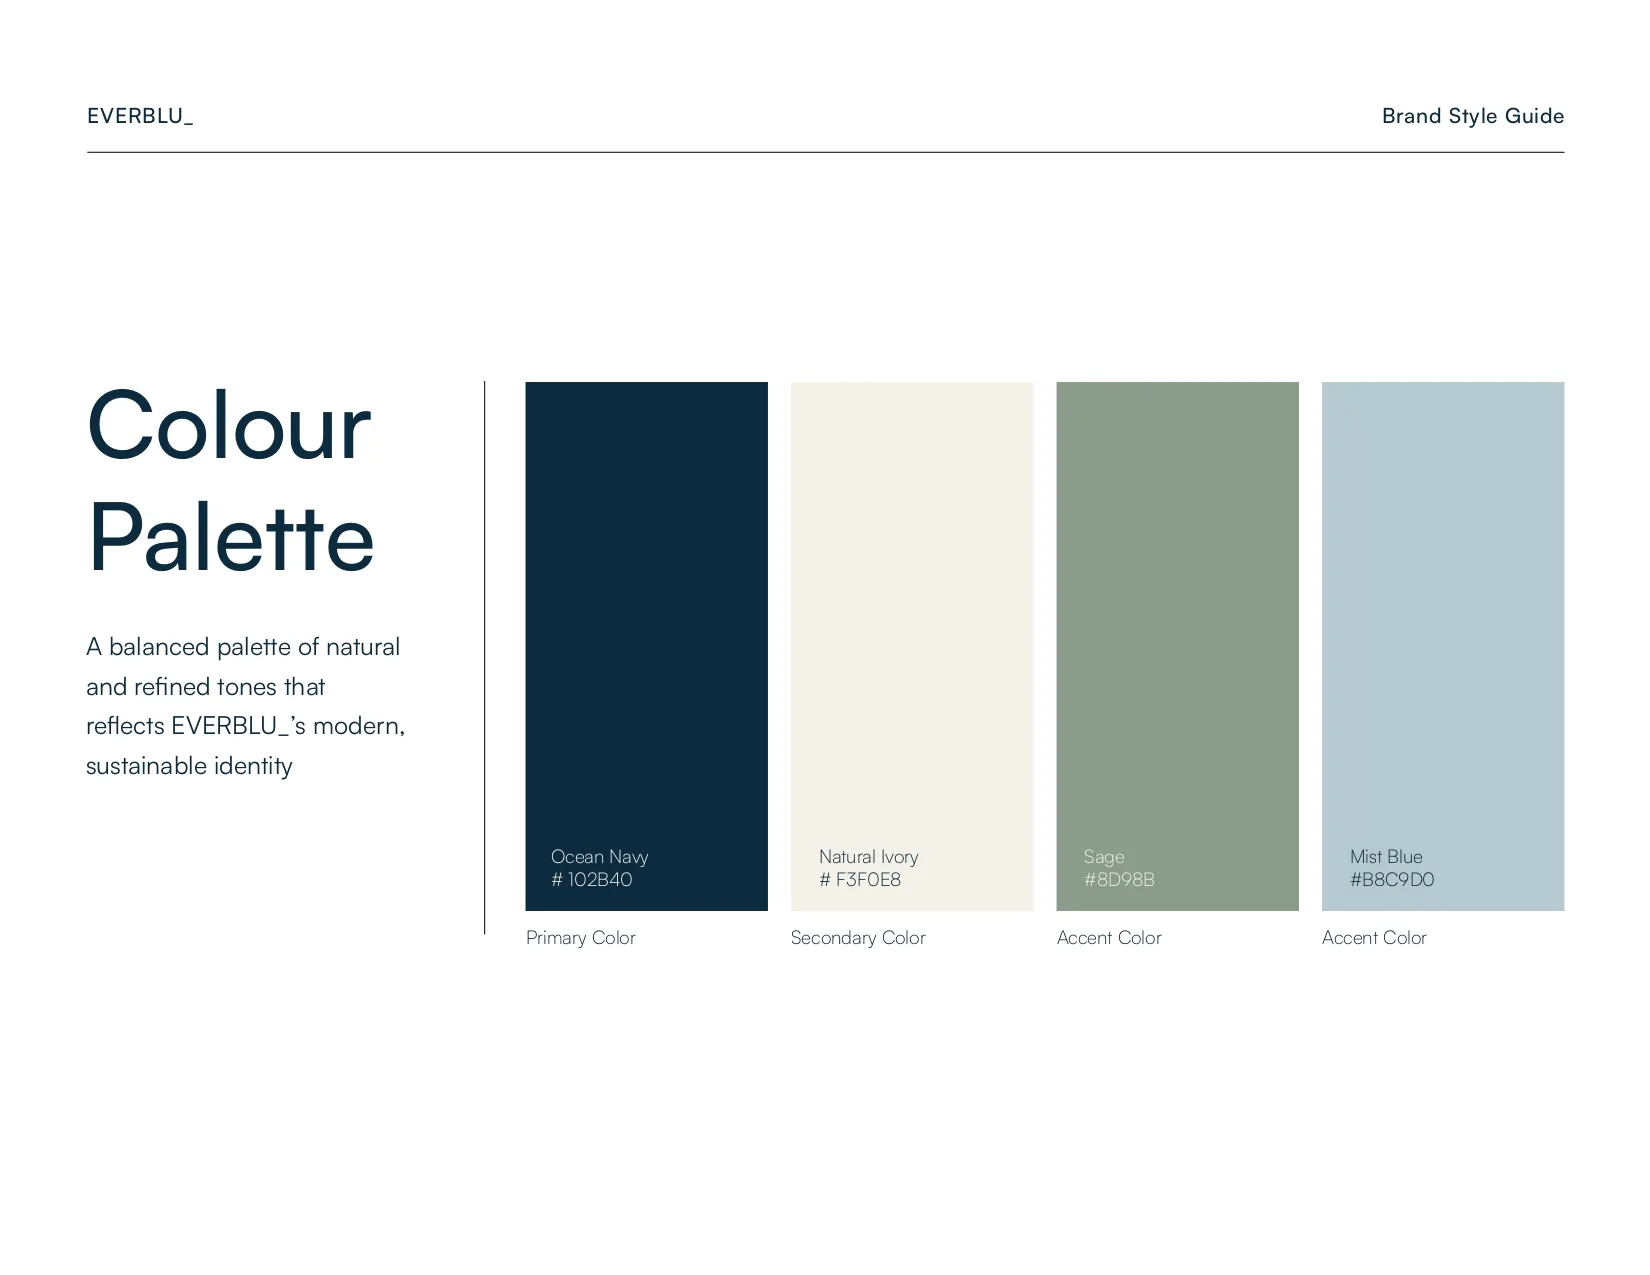 EVERBLU_
Brand Style Guide
Colour
Palette
A balanced palette of natural
and refined tones that
reflects EVERBLU_’s modern,
sustainable identity
Ocean Navy
# 102B40
Primary Color
Natural Ivory
# F3F0E8
Secondary Color
Sage
#8D98B
Accent Color
Mist Blue
#B8C9D0
Accent Color